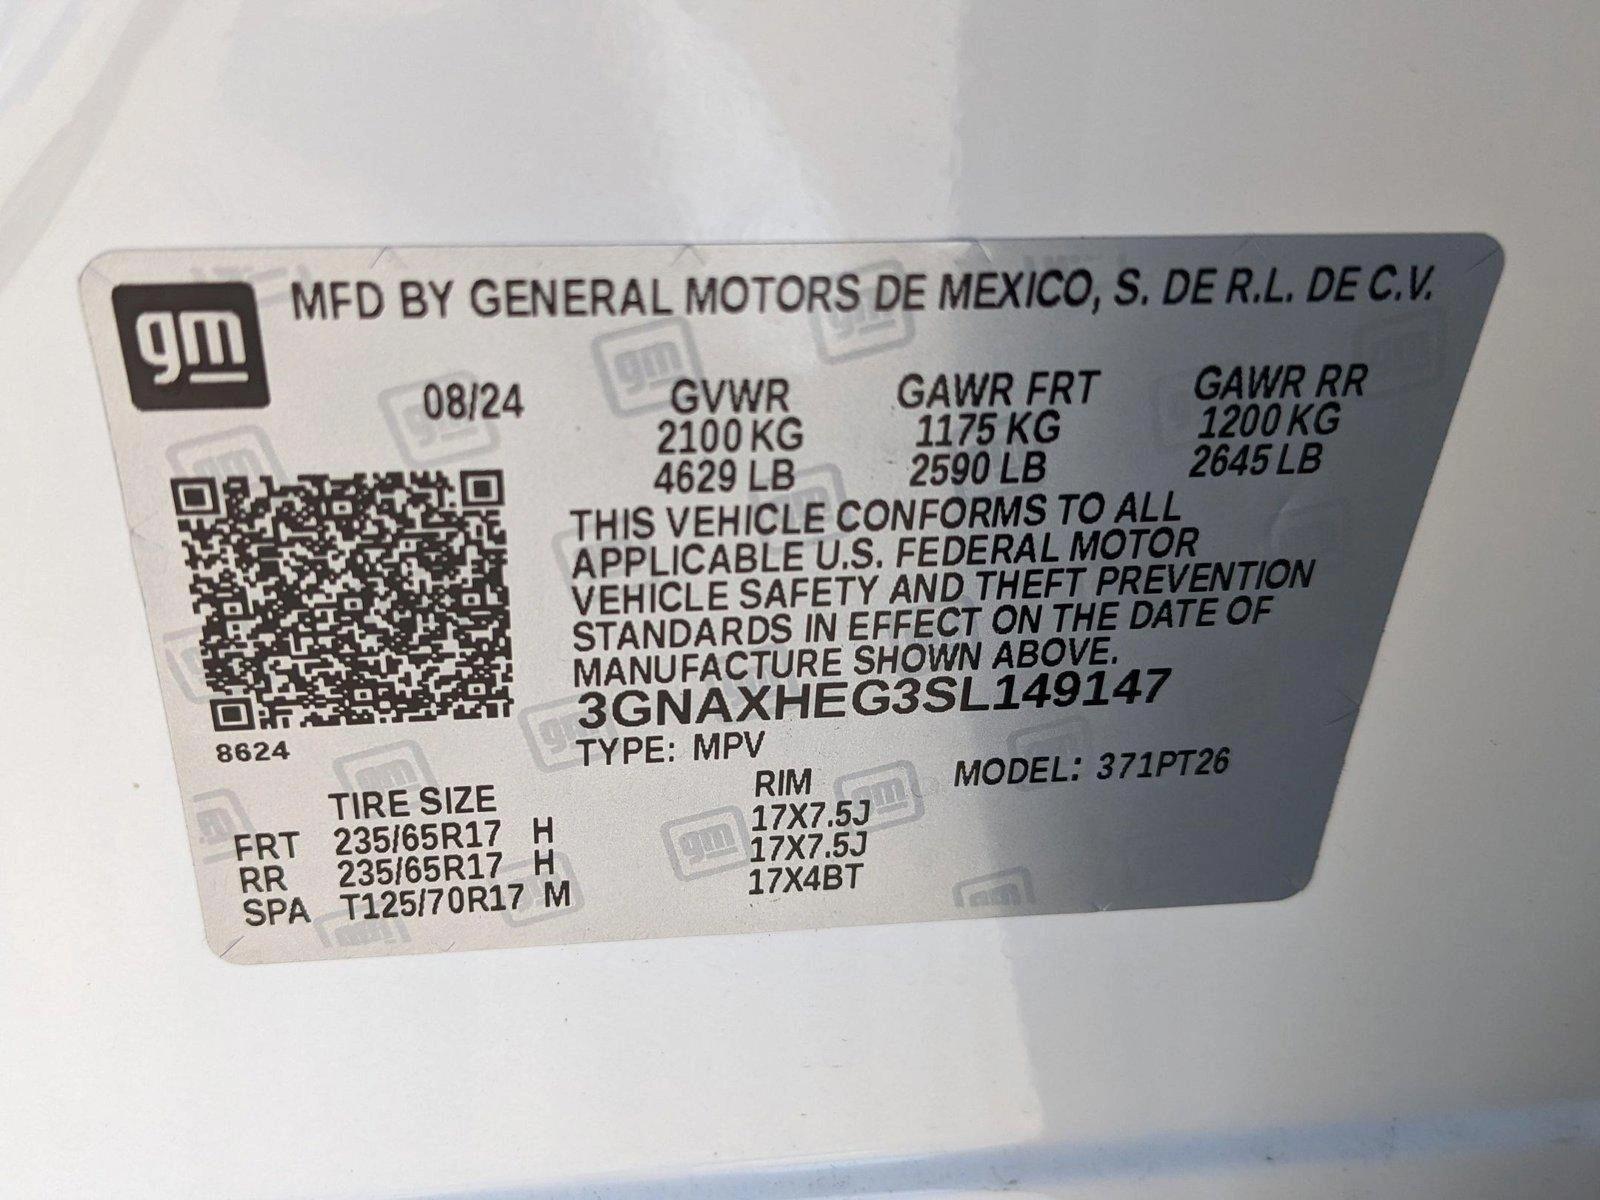 gm
MFD BY GENERAL MOTORS DE MEXICO, S. DE R.L. DE C.V.
08/24 GVWR GAWR FRT GAWR RR
2100 KG 1175 KG 1200 KG
4629 LB 2590 LB 2645 LB
THIS VEHICLE CONFORMS TO ALL
APPLICABLE U.S. FEDERAL MOTOR
VEHICLE SAFETY AND THEFT PREVENTION
STANDARDS IN EFFECT ON THE DATE OF
MANUFACTURE SHOWN ABOVE.
3GNAXHEG3SL149147
8624
TYPE: MPV
MODEL: 371PT26
TIRE SIZE RIM
FRT 235/65R17 H 17X7.5J
RR 235/65R17 H 17X7.5J
SPA T125/70R17 M 17X4BT